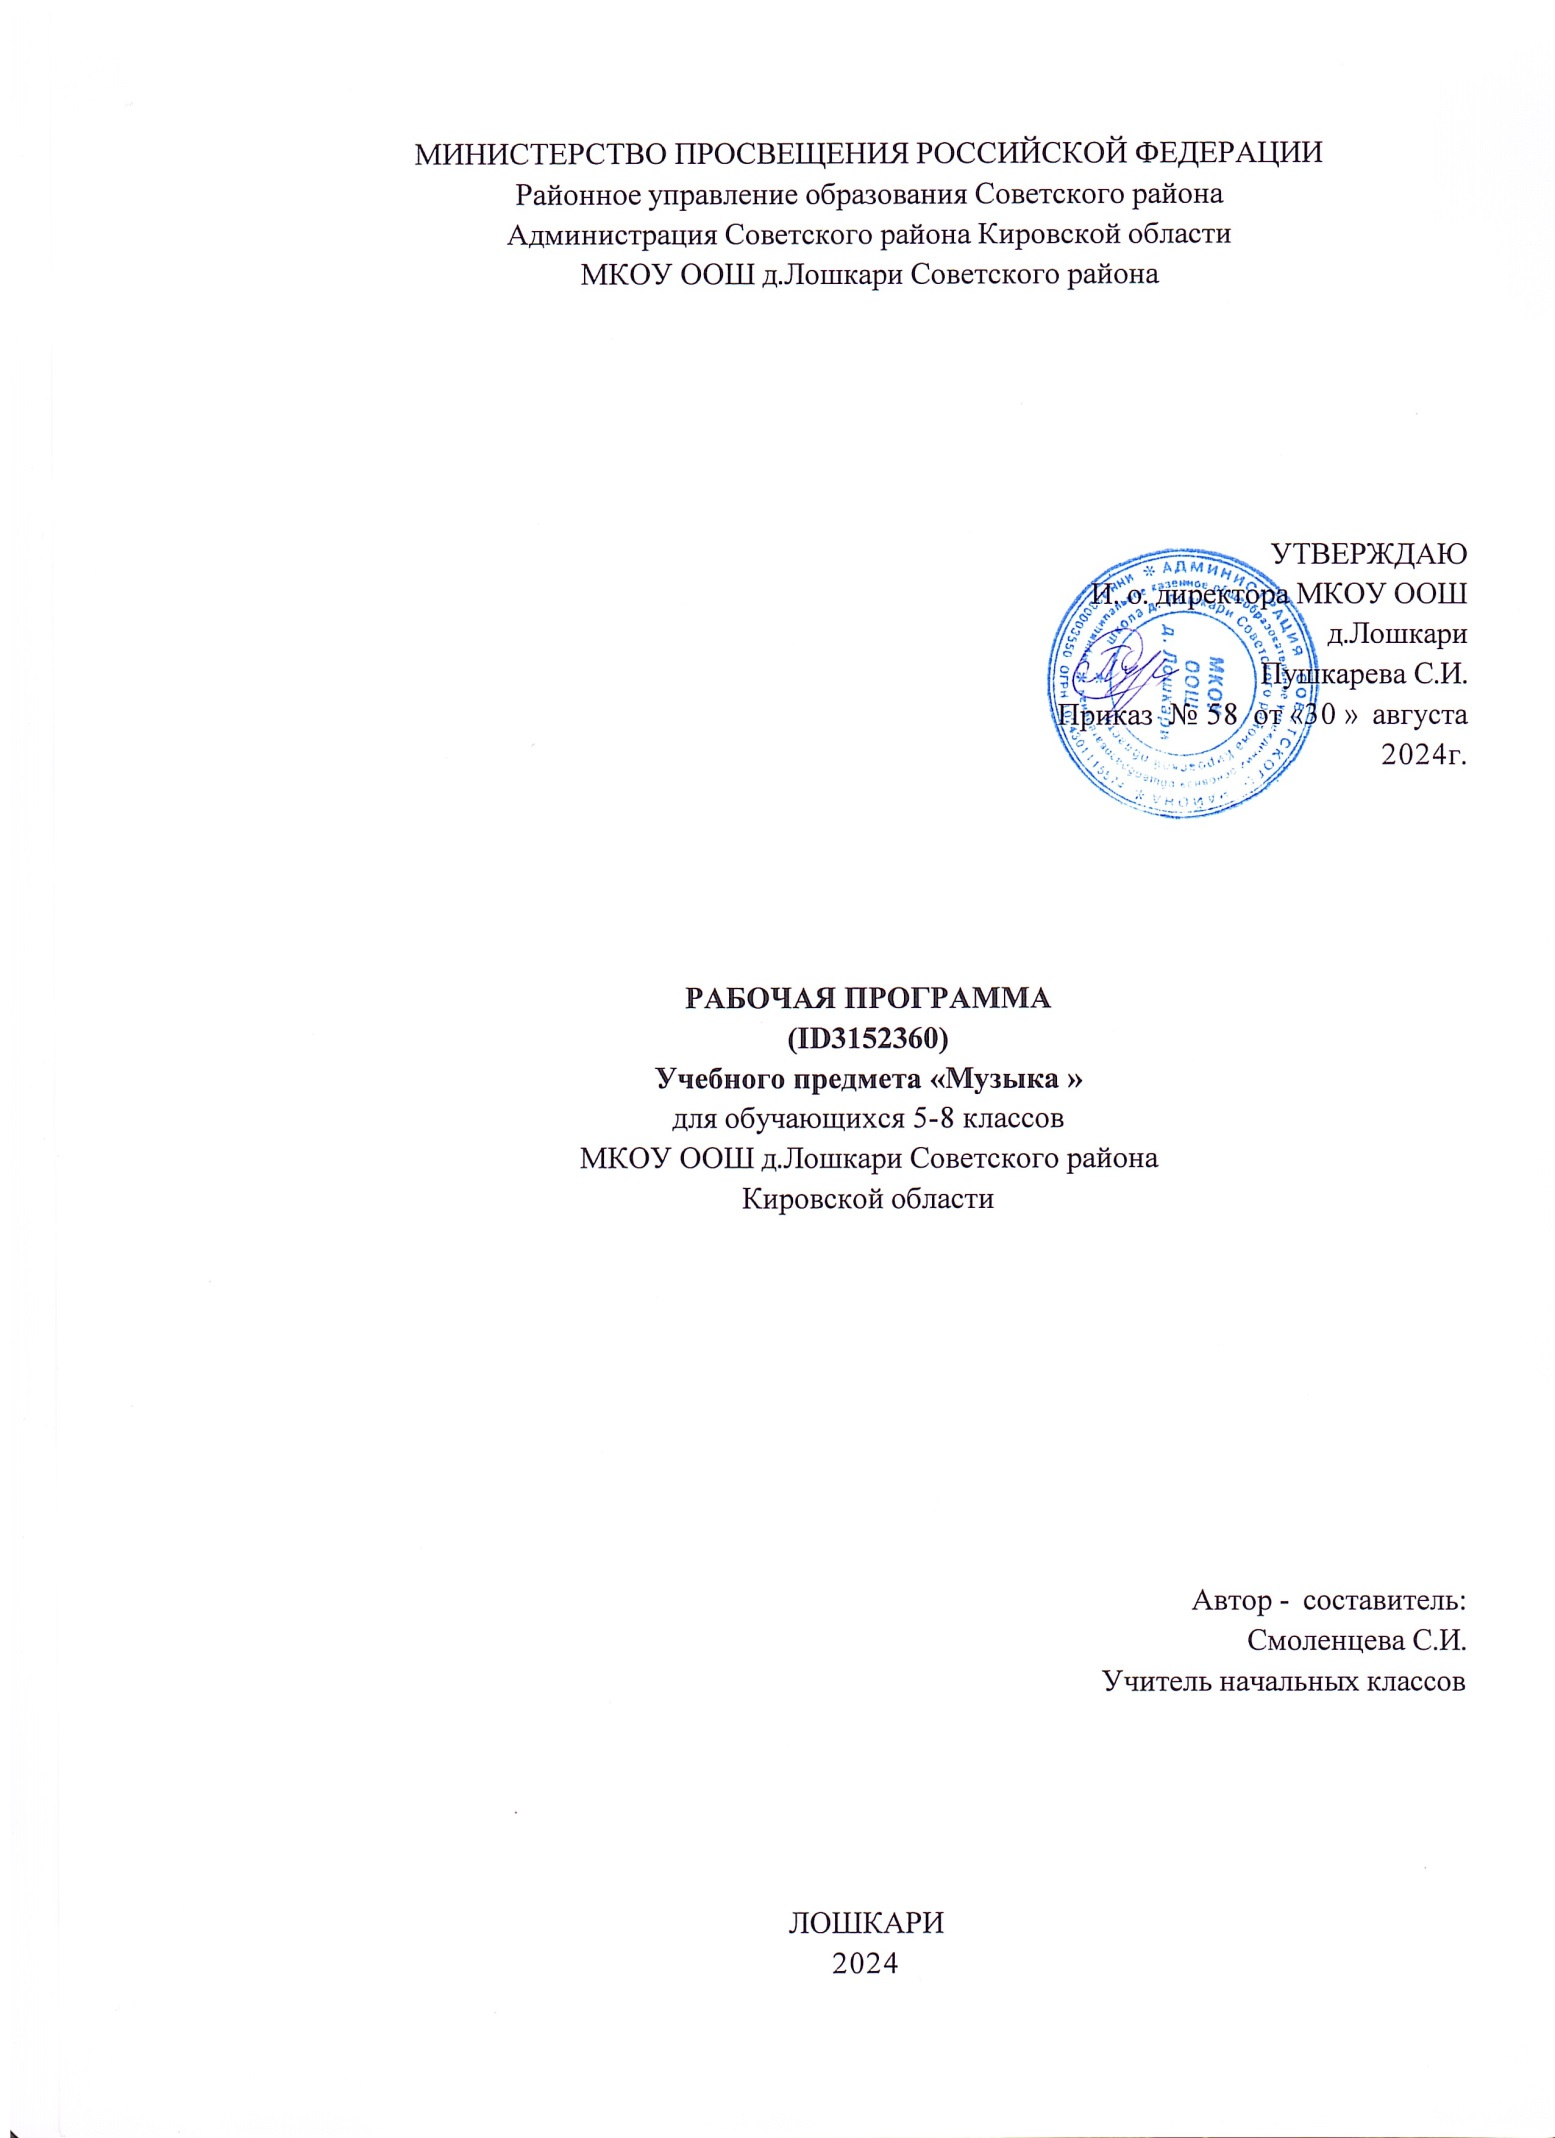 МИНИСТЕРСТВО ПРОСВЕЩЕНИЯ РОССИЙСКОЙ ФЕДЕРАЦИИ
Районное управление образования Советского района
Администрация Советского района Кировской области
МКОУ ООШ д.Лошкари Советского района
УТВЕРЖДАЮ
И. о. директора МКОУ ООШ
д.Лошкари
Пушкарева С.И.
Приказ № 58 от «30 » августа
2024г.
МКОУ
ООШ
д. Лошкари
РАБОЧАЯ ПРОГРАММА
(ID3152360)
Учебного предмета «Музыка »
для обучающихся 5-8 классов
МКОУ ООШ д.Лошкари Советского района
Кировской области
Автор - составитель:
Смоленцева С.И.
Учитель начальных классов
ЛОШКАРИ
2024